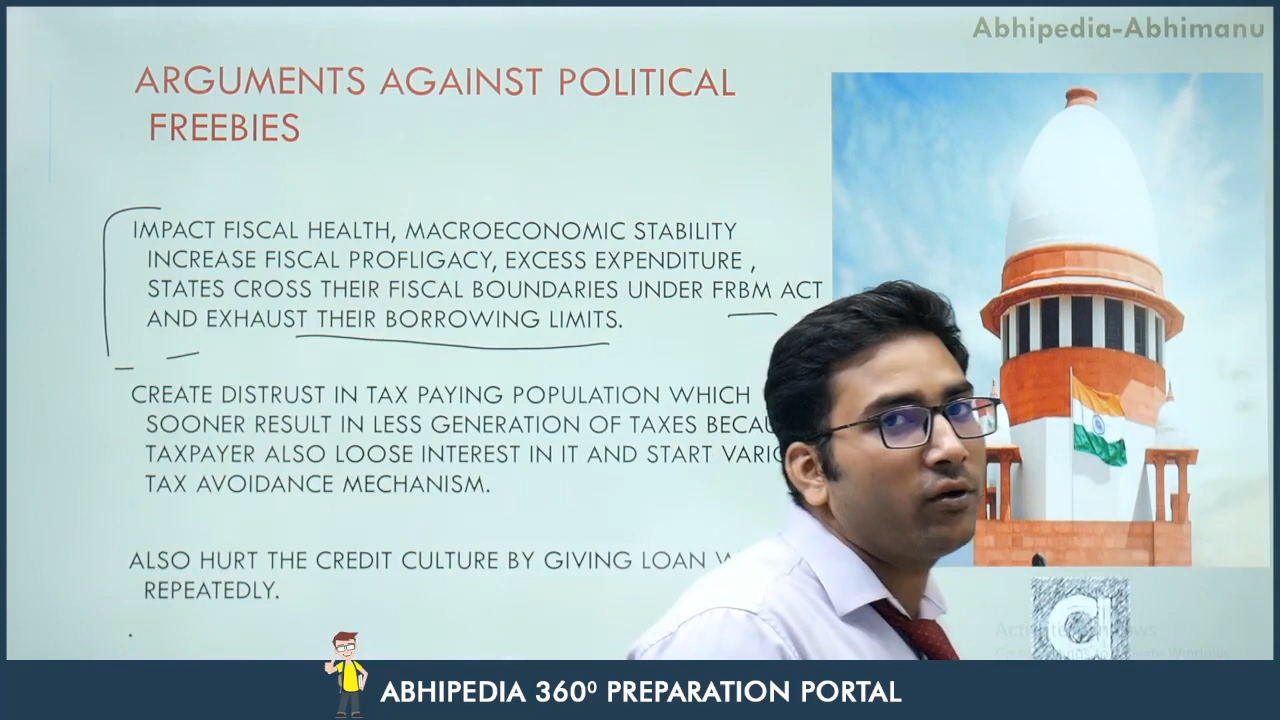 Abhipedia-Abhimanu
ARGUMENTS AGAINST POLITICAL
FREEBIES
IMPACT FISCAL HEALTH, MACROECONOMIC STABILITY
INCREASE FISCAL PROFLIGACY, EXCESS EXPENDITURE ,
STATES CROSS THEIR FISCAL BOUNDARIES UNDER FRBM ACT
AND EXHAUST THEIR BORROWING LIMITS.
CREATE DISTRUST IN TAX PAYING POPULATION WHICH
SOONER RESULT IN LESS GENERATION OF TAXES
TAXPAYER ALSO LOOSE INTEREST IN IT AND START
TAX AVOIDANCE MECHANISM.
ALSO HURT THE CREDIT CULTURE BY GIVING LOAN
REPEATEDLY.
ABHIPEDIA 360⁰ PREPARATION PORTAL